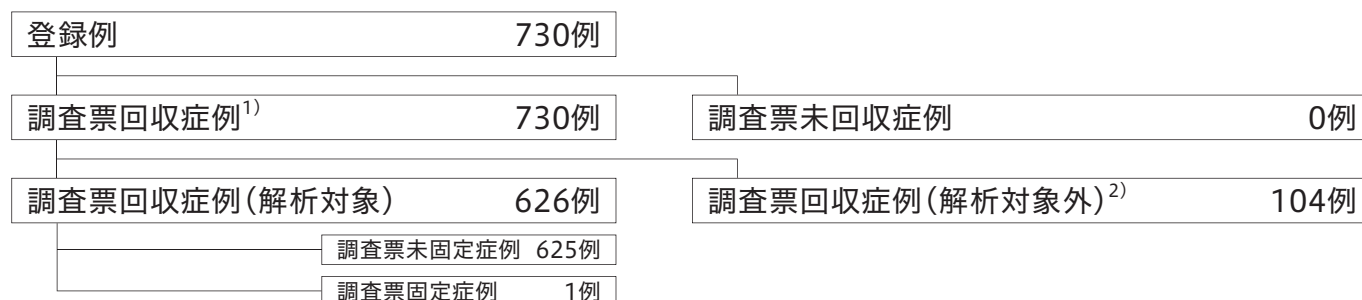 登録例 730例
調査票回収症例1) 730例 調査票未回収症例 0例
調査票回収症例(解析対象) 626例 調査票回収症例(解析対象外)2) 104例
調査票未固定症例 625例
調査票固定症例 1例